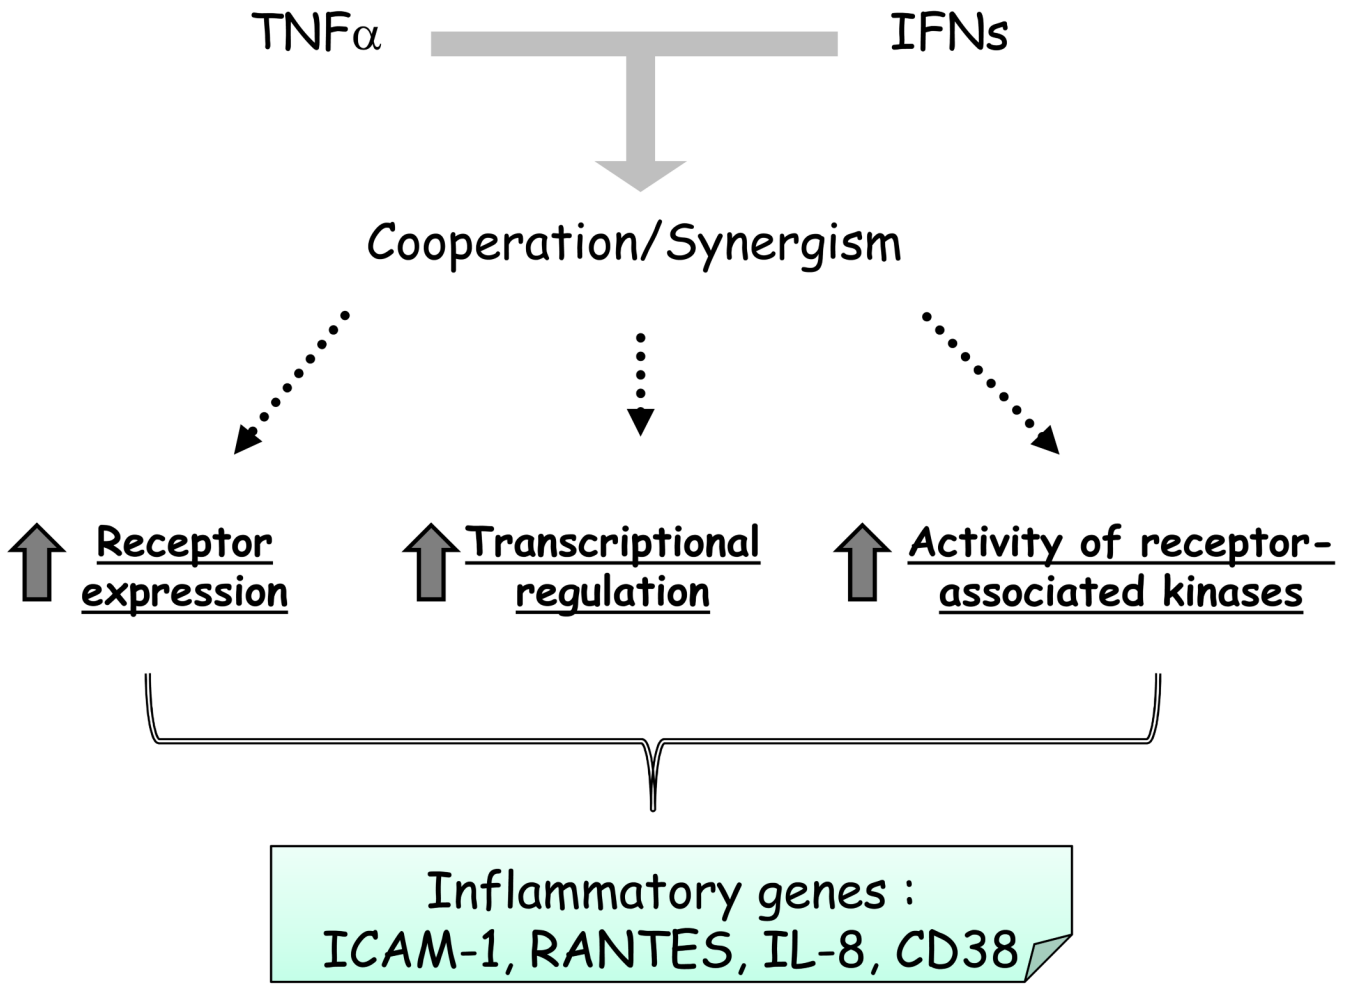 TNFα IFNs
Cooperation/Synergism
Receptor
expression
Transcriptional
regulation
Activity of receptor-
associated kinases
Inflammatory genes :
ICAM-1, RANTES, IL-8, CD38